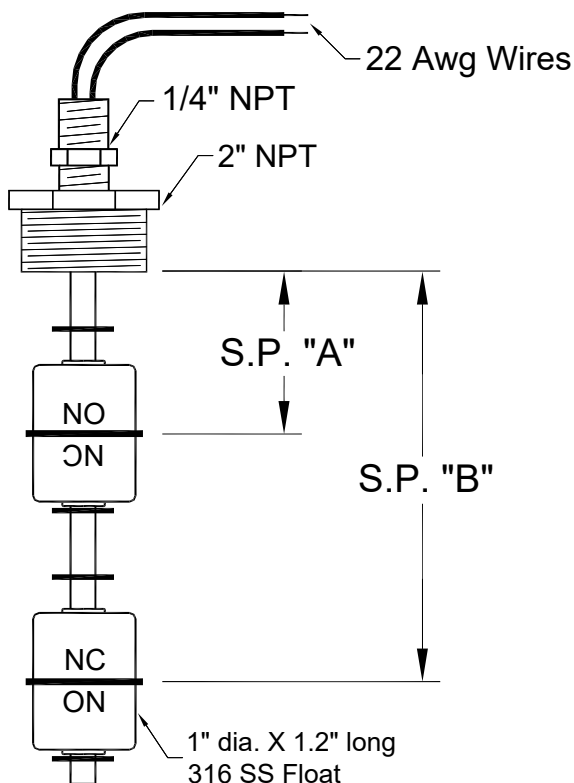 22 Awg Wires
1/4" NPT
2" NPT
S.P. "A"
NO
NC
S.P. "B"
NC
NO
1" dia. X 1.2" long
316 SS Float